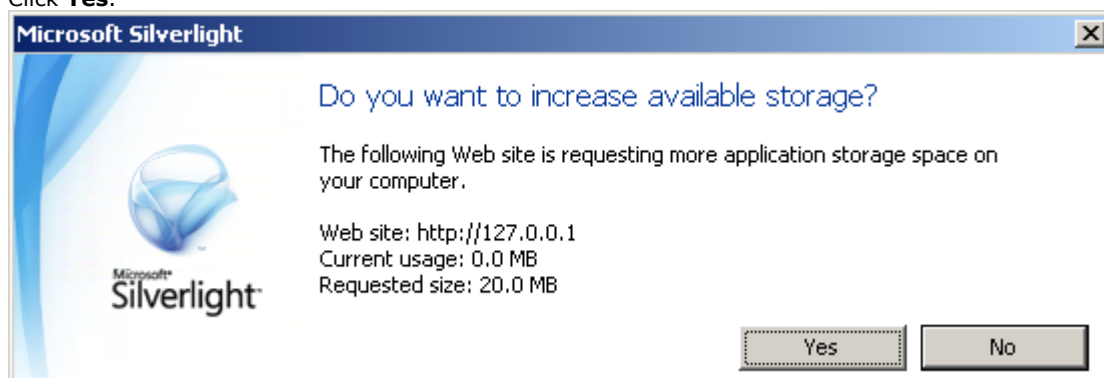 Click Yes.
Microsoft Silverlight
Do you want to increase available storage?
The following Web site is requesting more application storage space on
your computer.
Web site: http://127.0.0.1
Current usage: 0.0 MB
Requested size: 20.0 MB
Microsoft®
Silverlight™
Yes
No